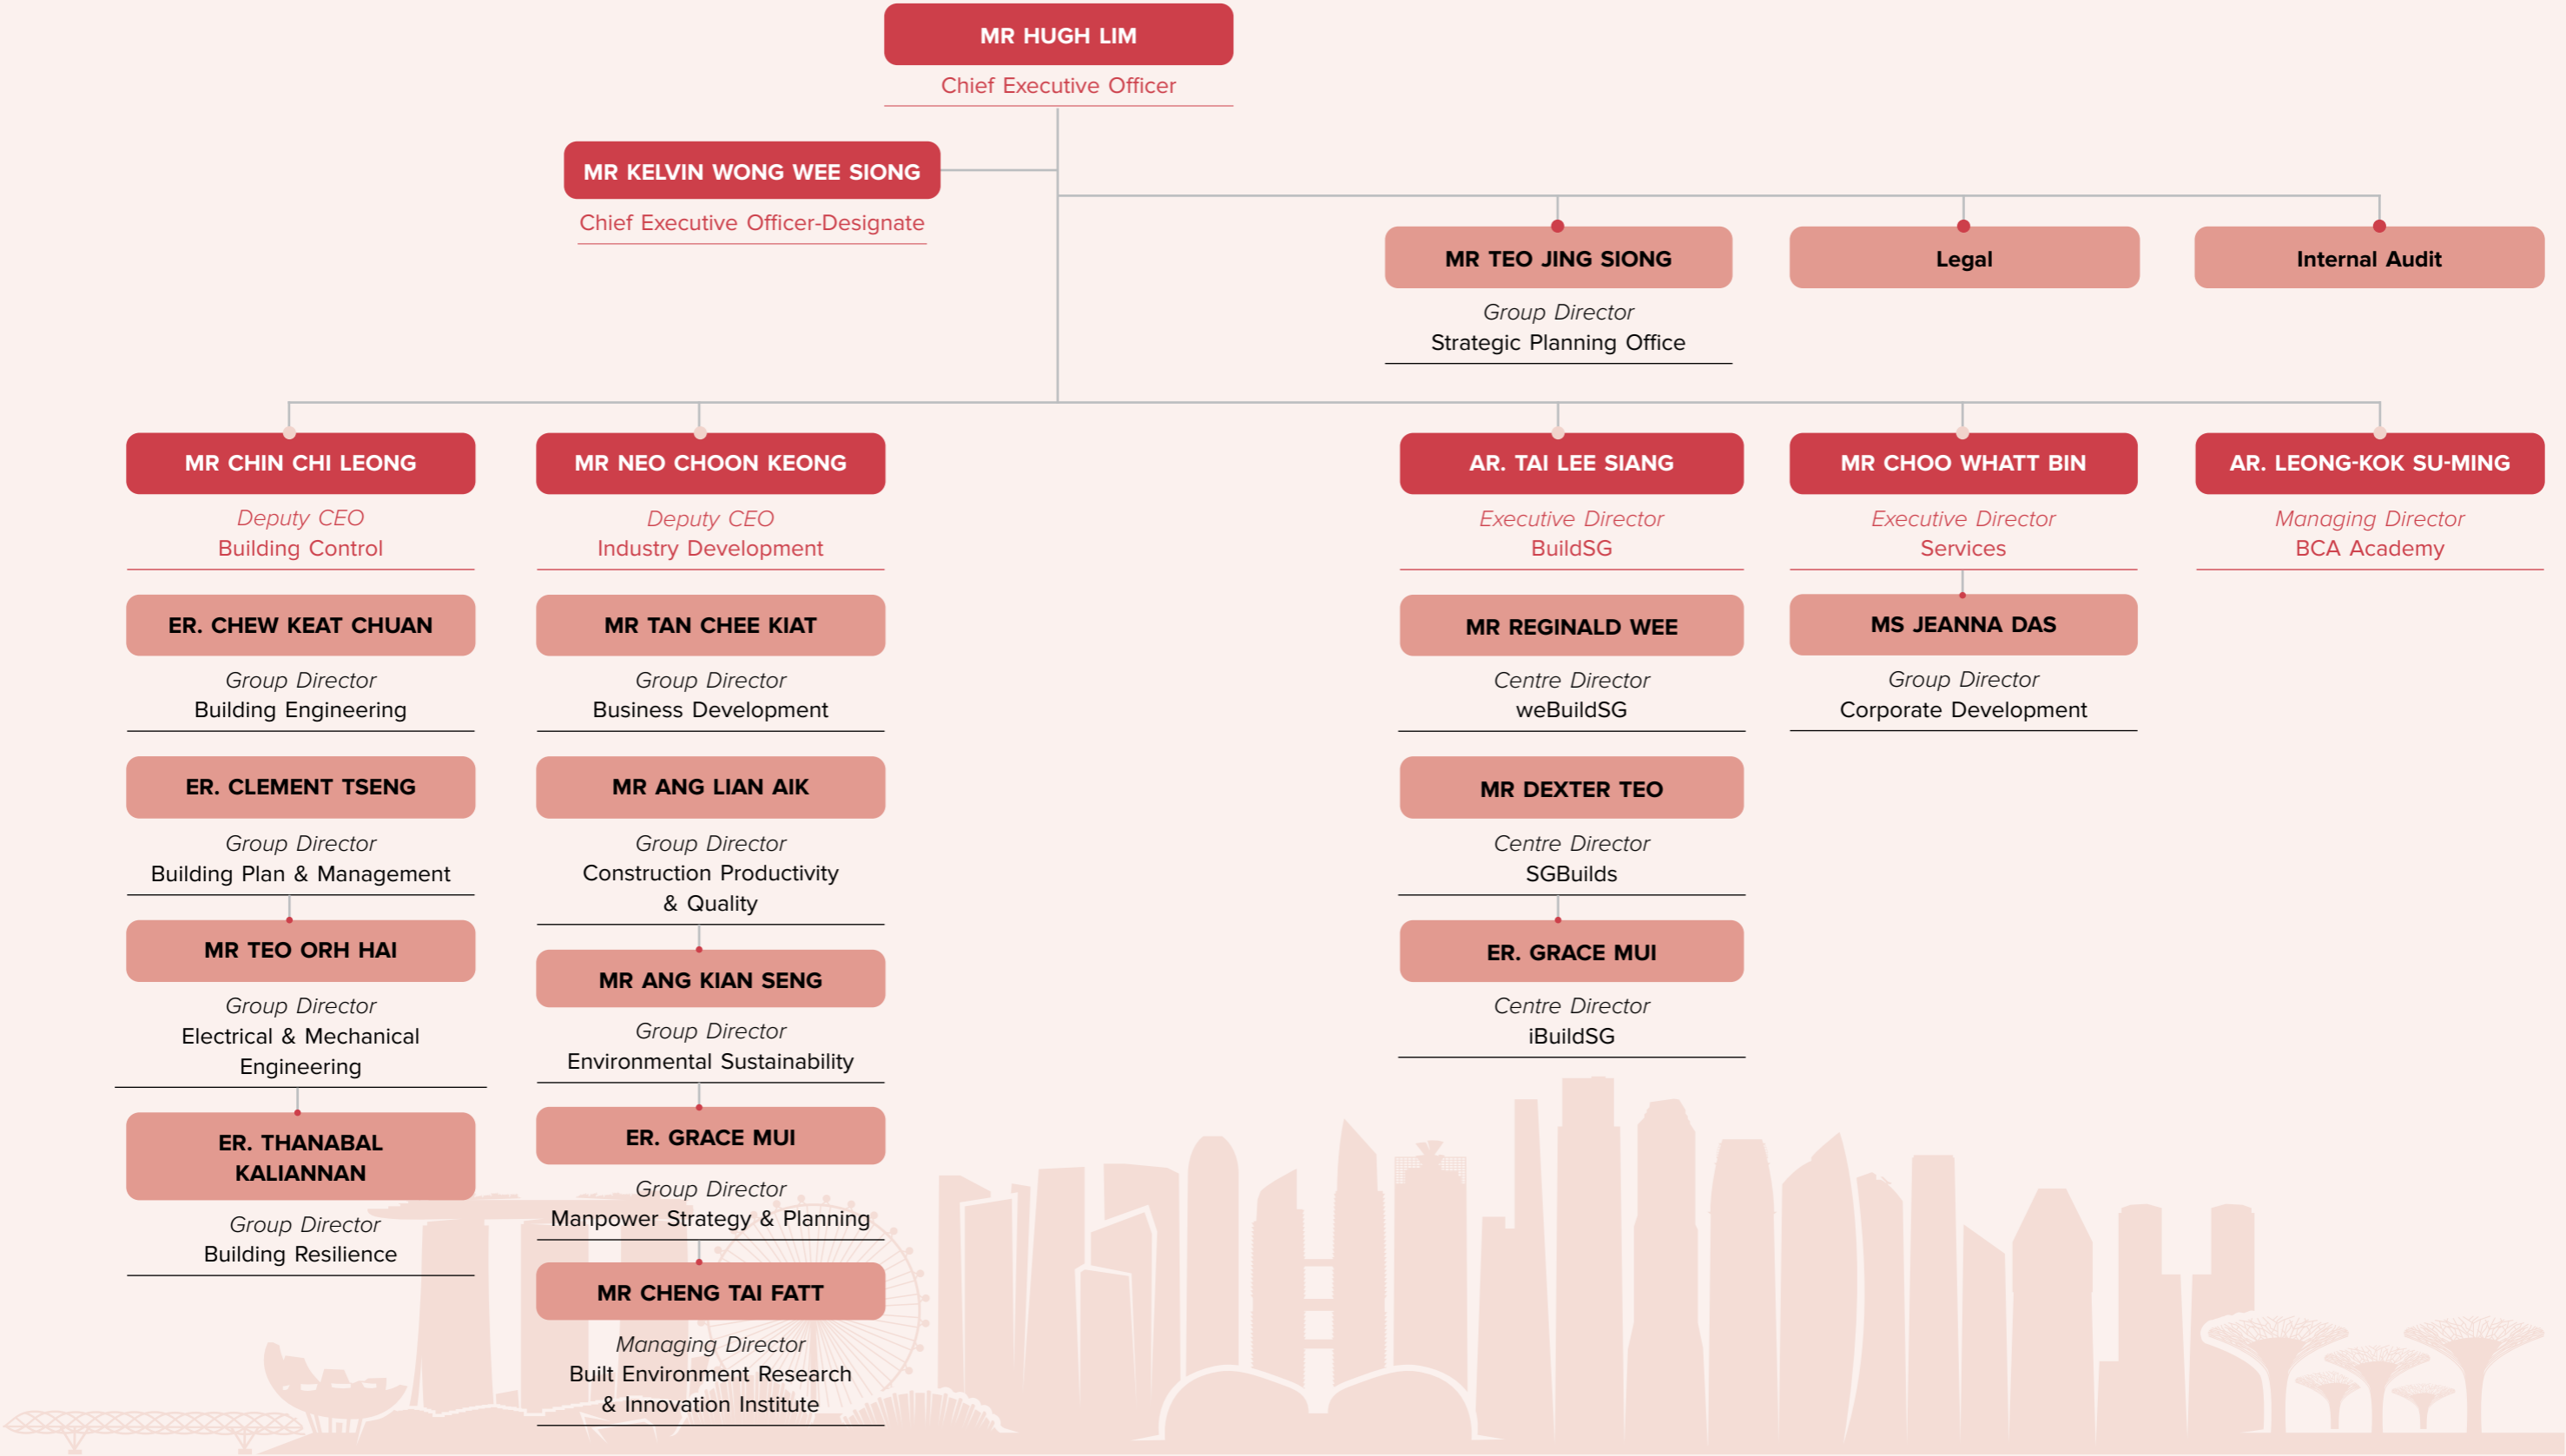 MR HUGH LIM
Chief Executive Officer
MR KELVIN WONG WEE SIONG
Chief Executive Officer-Designate
MR TEO JING SIONG
Group Director
Strategic Planning Office
Legal
Internal Audit
MR CHIN CHI LEONG
Deputy CEO
Building Control
ER. CHEW KEAT CHUAN
Group Director
Building Engineering
ER. CLEMENT TSENG
Group Director
Building Plan & Management
MR TEO ORH HAI
Group Director
Electrical & Mechanical
Engineering
ER. THANABAL
KALIANNAN
Group Director
Building Resilience
MR NEO CHOON KEONG
Deputy CEO
Industry Development
MR TAN CHEE KIAT
Group Director
Business Development
MR ANG LIAN AIK
Group Director
Construction Productivity
& Quality
MR ANG KIAN SENG
Group Director
Environmental Sustainability
ER. GRACE MUI
Group Director
Manpower Strategy & Planning
MR CHENG TAI FATT
Managing Director
Built Environment Research
& Innovation Institute
AR. TAI LEE SIANG
Executive Director
BuildSG
MR REGINALD WEE
Centre Director
weBuildSG
MR DEXTER TEO
Centre Director
SGBuilds
ER. GRACE MUI
Centre Director
iBuildSG
MR CHOO WHATT BIN
Executive Director
Services
MS JEANNA DAS
Group Director
Corporate Development
AR. LEONG-KOK SU-MING
Managing Director
BCA Academy